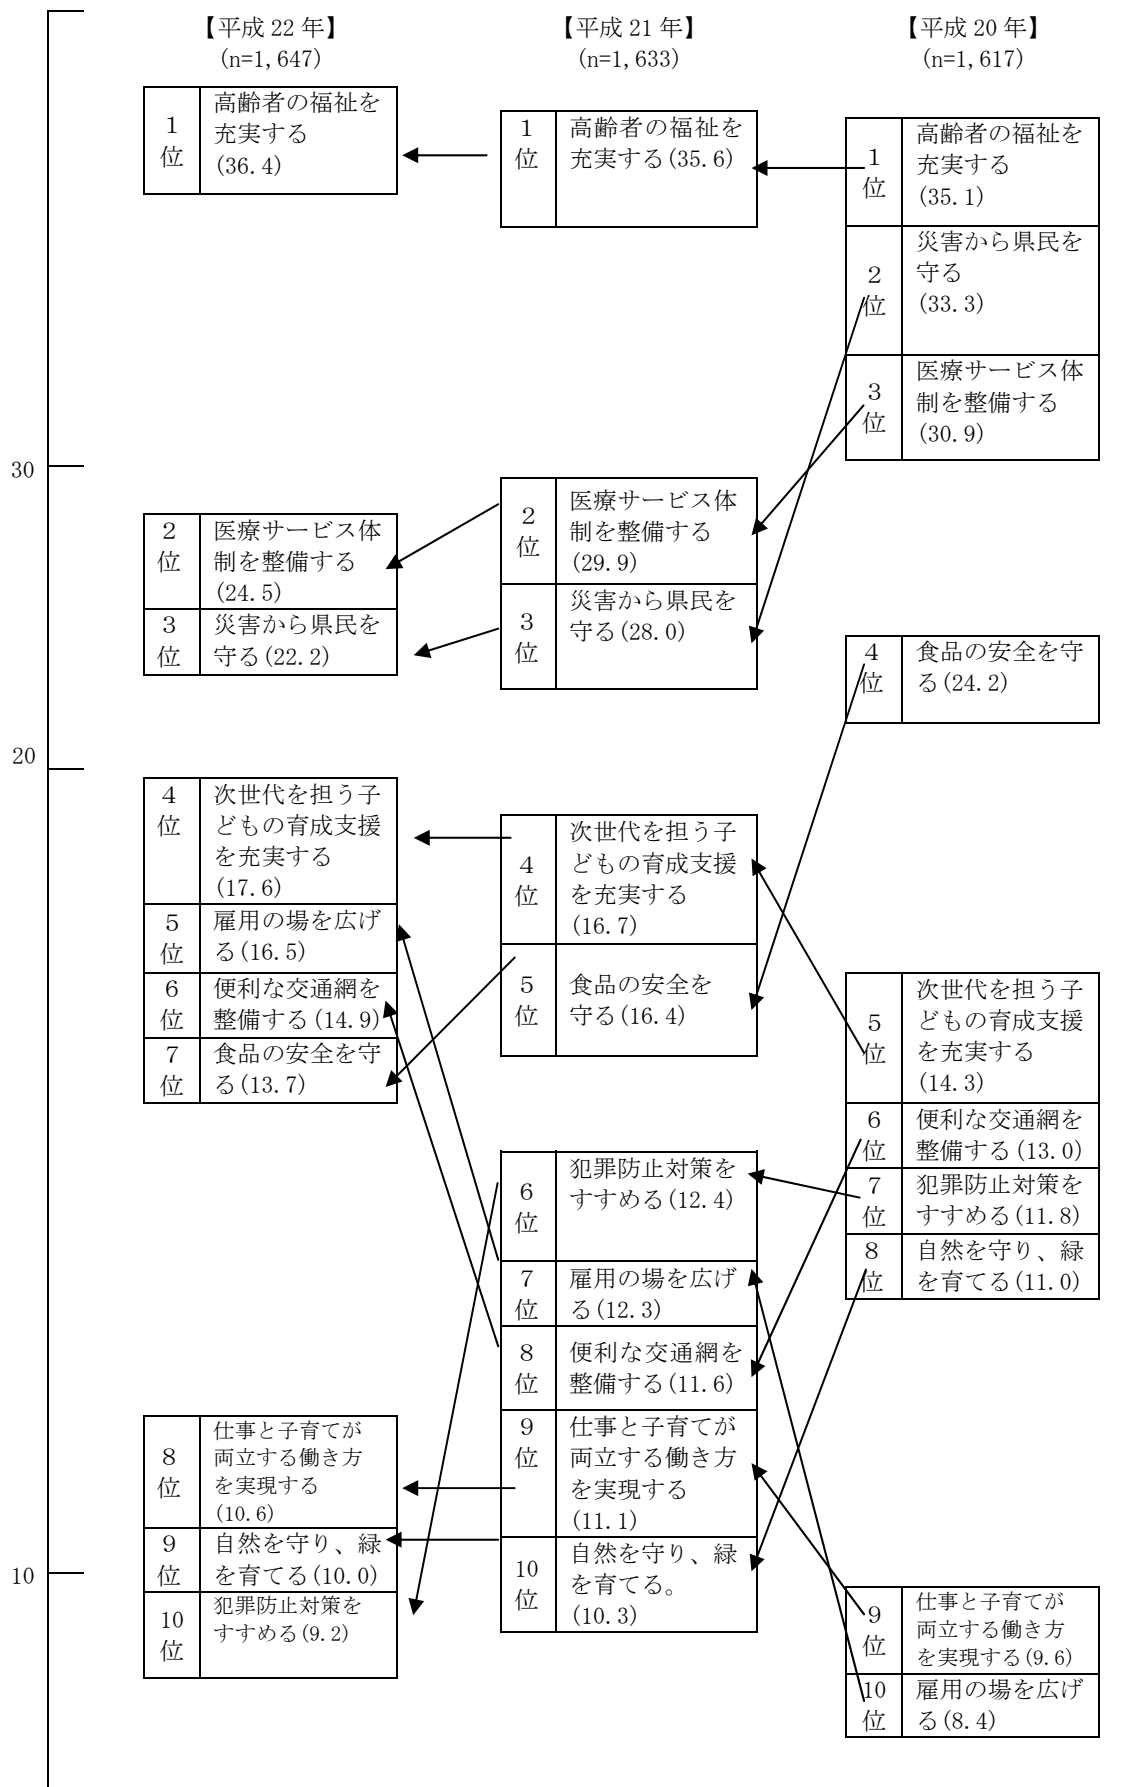 【平成 22 年】
(n=1,647)
1
位
高齢者の福祉を
充実する
(36.4)
2
位
医療サービス体
制を整備する
(24.5)
3
位
災害から県民を
守る(22.2)
4
位
次世代を担う子
どもの育成支援
を充実する
(17.6)
5
位
雇用の場を広げ
る(16.5)
6
位
便利な交通網を
整備する(14.9)
7
位
食品の安全を守
る(13.7)
8
位
仕事と子育てが
両立する働き方
を実現する
(10.6)
9
位
自然を守り、緑
を育てる(10.0)
10
位
犯罪防止対策を
すすめる(9.2)
【平成 21 年】
(n=1,633)
1
位
高齢者の福祉を
充実する(35.6)
2
位
医療サービス体
制を整備する
(29.9)
3
位
災害から県民を
守る(28.0)
4
位
次世代を担う子
どもの育成支援
を充実する
(16.7)
5
位
食品の安全を
守る(16.4)
6
位
犯罪防止対策を
すすめる(12.4)
7
位
雇用の場を広げ
る(12.3)
8
位
便利な交通網を
整備する(11.6)
9
位
仕事と子育てが
両立する働き方
を実現する
(11.1)
10
位
自然を守り、緑
を育てる。
(10.3)
【平成 20 年】
(n=1,617)
1
位
高齢者の福祉を
充実する
(35.1)
2
位
災害から県民を
守る
(33.3)
3
位
医療サービス体
制を整備する
(30.9)
4
位
食品の安全を守
る(24.2)
5
位
次世代を担う子
どもの育成支援
を充実する
(14.3)
6
位
便利な交通網を
整備する(13.0)
7
位
犯罪防止対策を
すすめる(11.8)
8
位
自然を守り、緑
を育てる(11.0)
9
位
仕事と子育てが
両立する働き方
を実現する(9.6)
10
位
雇用の場を広げ
る(8.4)
30
20
10